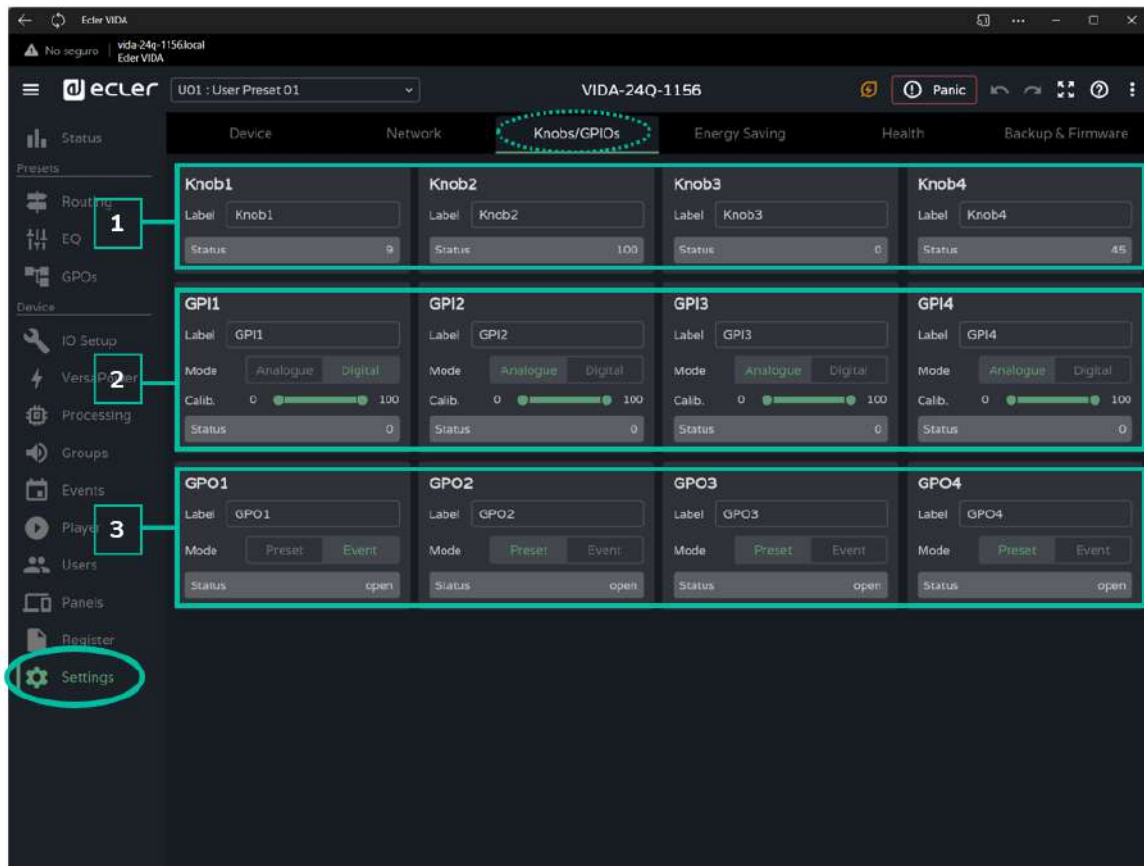 Ecler VIDA
No seguro
vida-24q-1156.local
Ecler VIDA
ecler
U01 : User Preset 01
VIDA-24Q-1156
Panic
Status
Device Network Knobs/GPIOs Energy Saving Health Backup & Firmware
Presets
Routing
EQ
GPOs
Device
IO Setup
Processing
Groups
Events
Player
Users
Panels
Register
Settings
1
Knob1 Knob2 Knob3 Knob4
Label Knob1 Label Knob2 Label Knob3 Label Knob4
Status 9 Status 100 Status 0 Status 45
2
GPI1 GPI2 GPI3 GPI4
Label GPI1 Label GPI2 Label GPI3 Label GPI4
Mode Analogue Digital Mode Analogue Digital Mode Analogue Digital Mode Analogue Digital
Calib. 0 100 Calib. 0 100 Calib. 0 100 Calib. 0 100
Status 0 Status 0 Status 0 Status 0
3
GPO1 GPO2 GPO3 GPO4
Label GPO1 Label GPO2 Label GPO3 Label GPO4
Mode Preset Event Mode Preset Event Mode Preset Event Mode Preset Event
Status open Status open Status open Status open